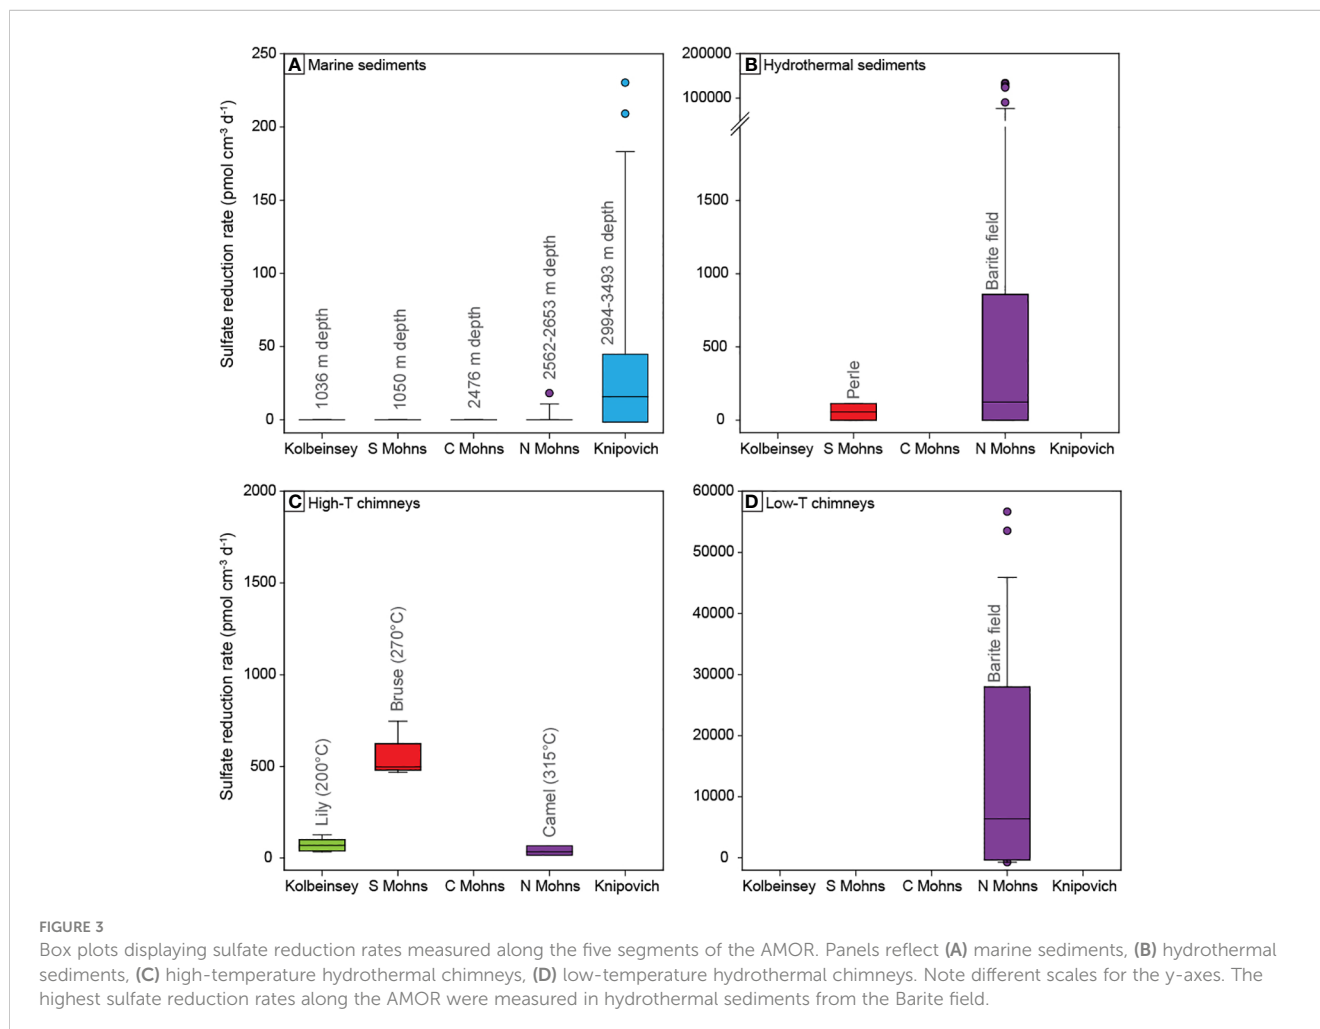 A Marine sediments
Sulfate reduction rate (pmol cm⁻³ d⁻¹)
250
200
150
100
50
0
1036 m depth
1050 m depth
2476 m depth
2562-2653 m depth
2994-3493 m depth
Kolbeinsey S Mohns C Mohns N Mohns Knipovich
B Hydrothermal sediments
200000
100000
1500
1000
500
0
Perle
Barite field
Kolbeinsey S Mohns C Mohns N Mohns Knipovich
C High-T chimneys
Sulfate reduction rate (pmol cm⁻³ d⁻¹)
2000
1500
1000
500
0
Lily (200°C)
Bruse (270°C)
Camel (315°C)
Kolbeinsey S Mohns C Mohns N Mohns Knipovich
D Low-T chimneys
60000
50000
40000
30000
20000
10000
0
Barite field
Kolbeinsey S Mohns C Mohns N Mohns Knipovich
FIGURE 3
Box plots displaying sulfate reduction rates measured along the five segments of the AMOR. Panels reflect (A) marine sediments, (B) hydrothermal
sediments, (C) high-temperature hydrothermal chimneys, (D) low-temperature hydrothermal chimneys. Note different scales for the y-axes. The
highest sulfate reduction rates along the AMOR were measured in hydrothermal sediments from the Barite field.